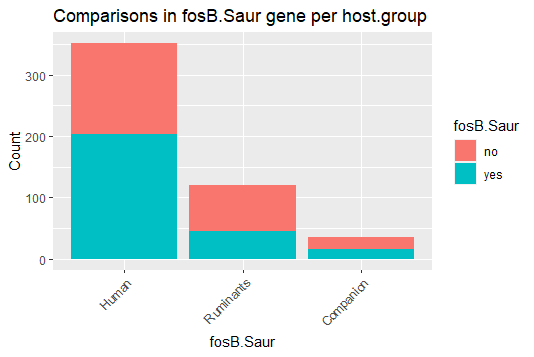 Comparisons in fosB.Saur gene per host.group
Count
300
200
100
0
Human
Ruminants
Companion
fosB.Saur
fosB.Saur
no
yes